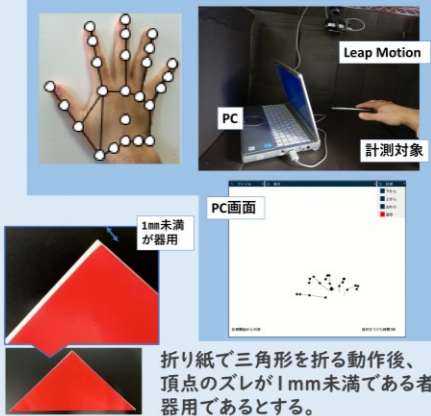 Leap Motion
PC
計測対象
PC画面
1mm未満
が器用
折り紙で三角形を折る動作後、
頂点のズレが1mm未満である者
器用であるとする。